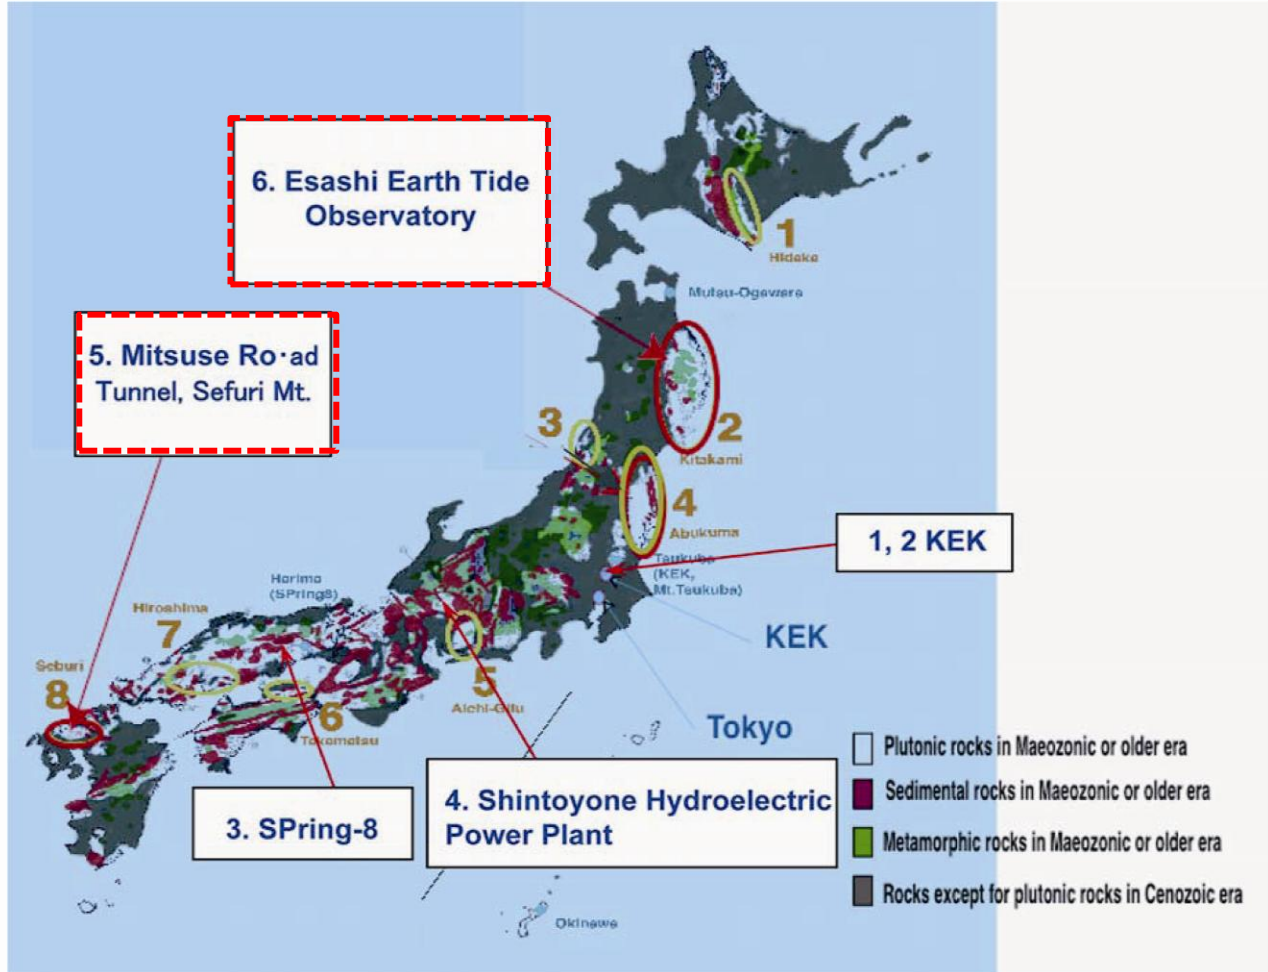 6. Esashi Earth Tide
Observatory
1
Hidaka
Mutsu-Ogawara
5. Mitsuse Ro·ad
Tunnel, Sefuri Mt.
3
2
Kitakami
4
Abukuma
1, 2 KEK
Tsukuba
(KEK,
Mt.Tsukuba)
Harima
(SPring8)
Hiroshima
7
KEK
Seburi
8
5
Aichi-Gifu
6
Takamatsu
Tokyo
Plutonic rocks in Maeozonic or older era
4. Shintoyone Hydroelectric
Power Plant
Sedimental rocks in Maeozonic or older era
3. SPring-8
Metamorphic rocks in Maeozonic or older era
Rocks except for plutonic rocks in Cenozoic era
Okinawa